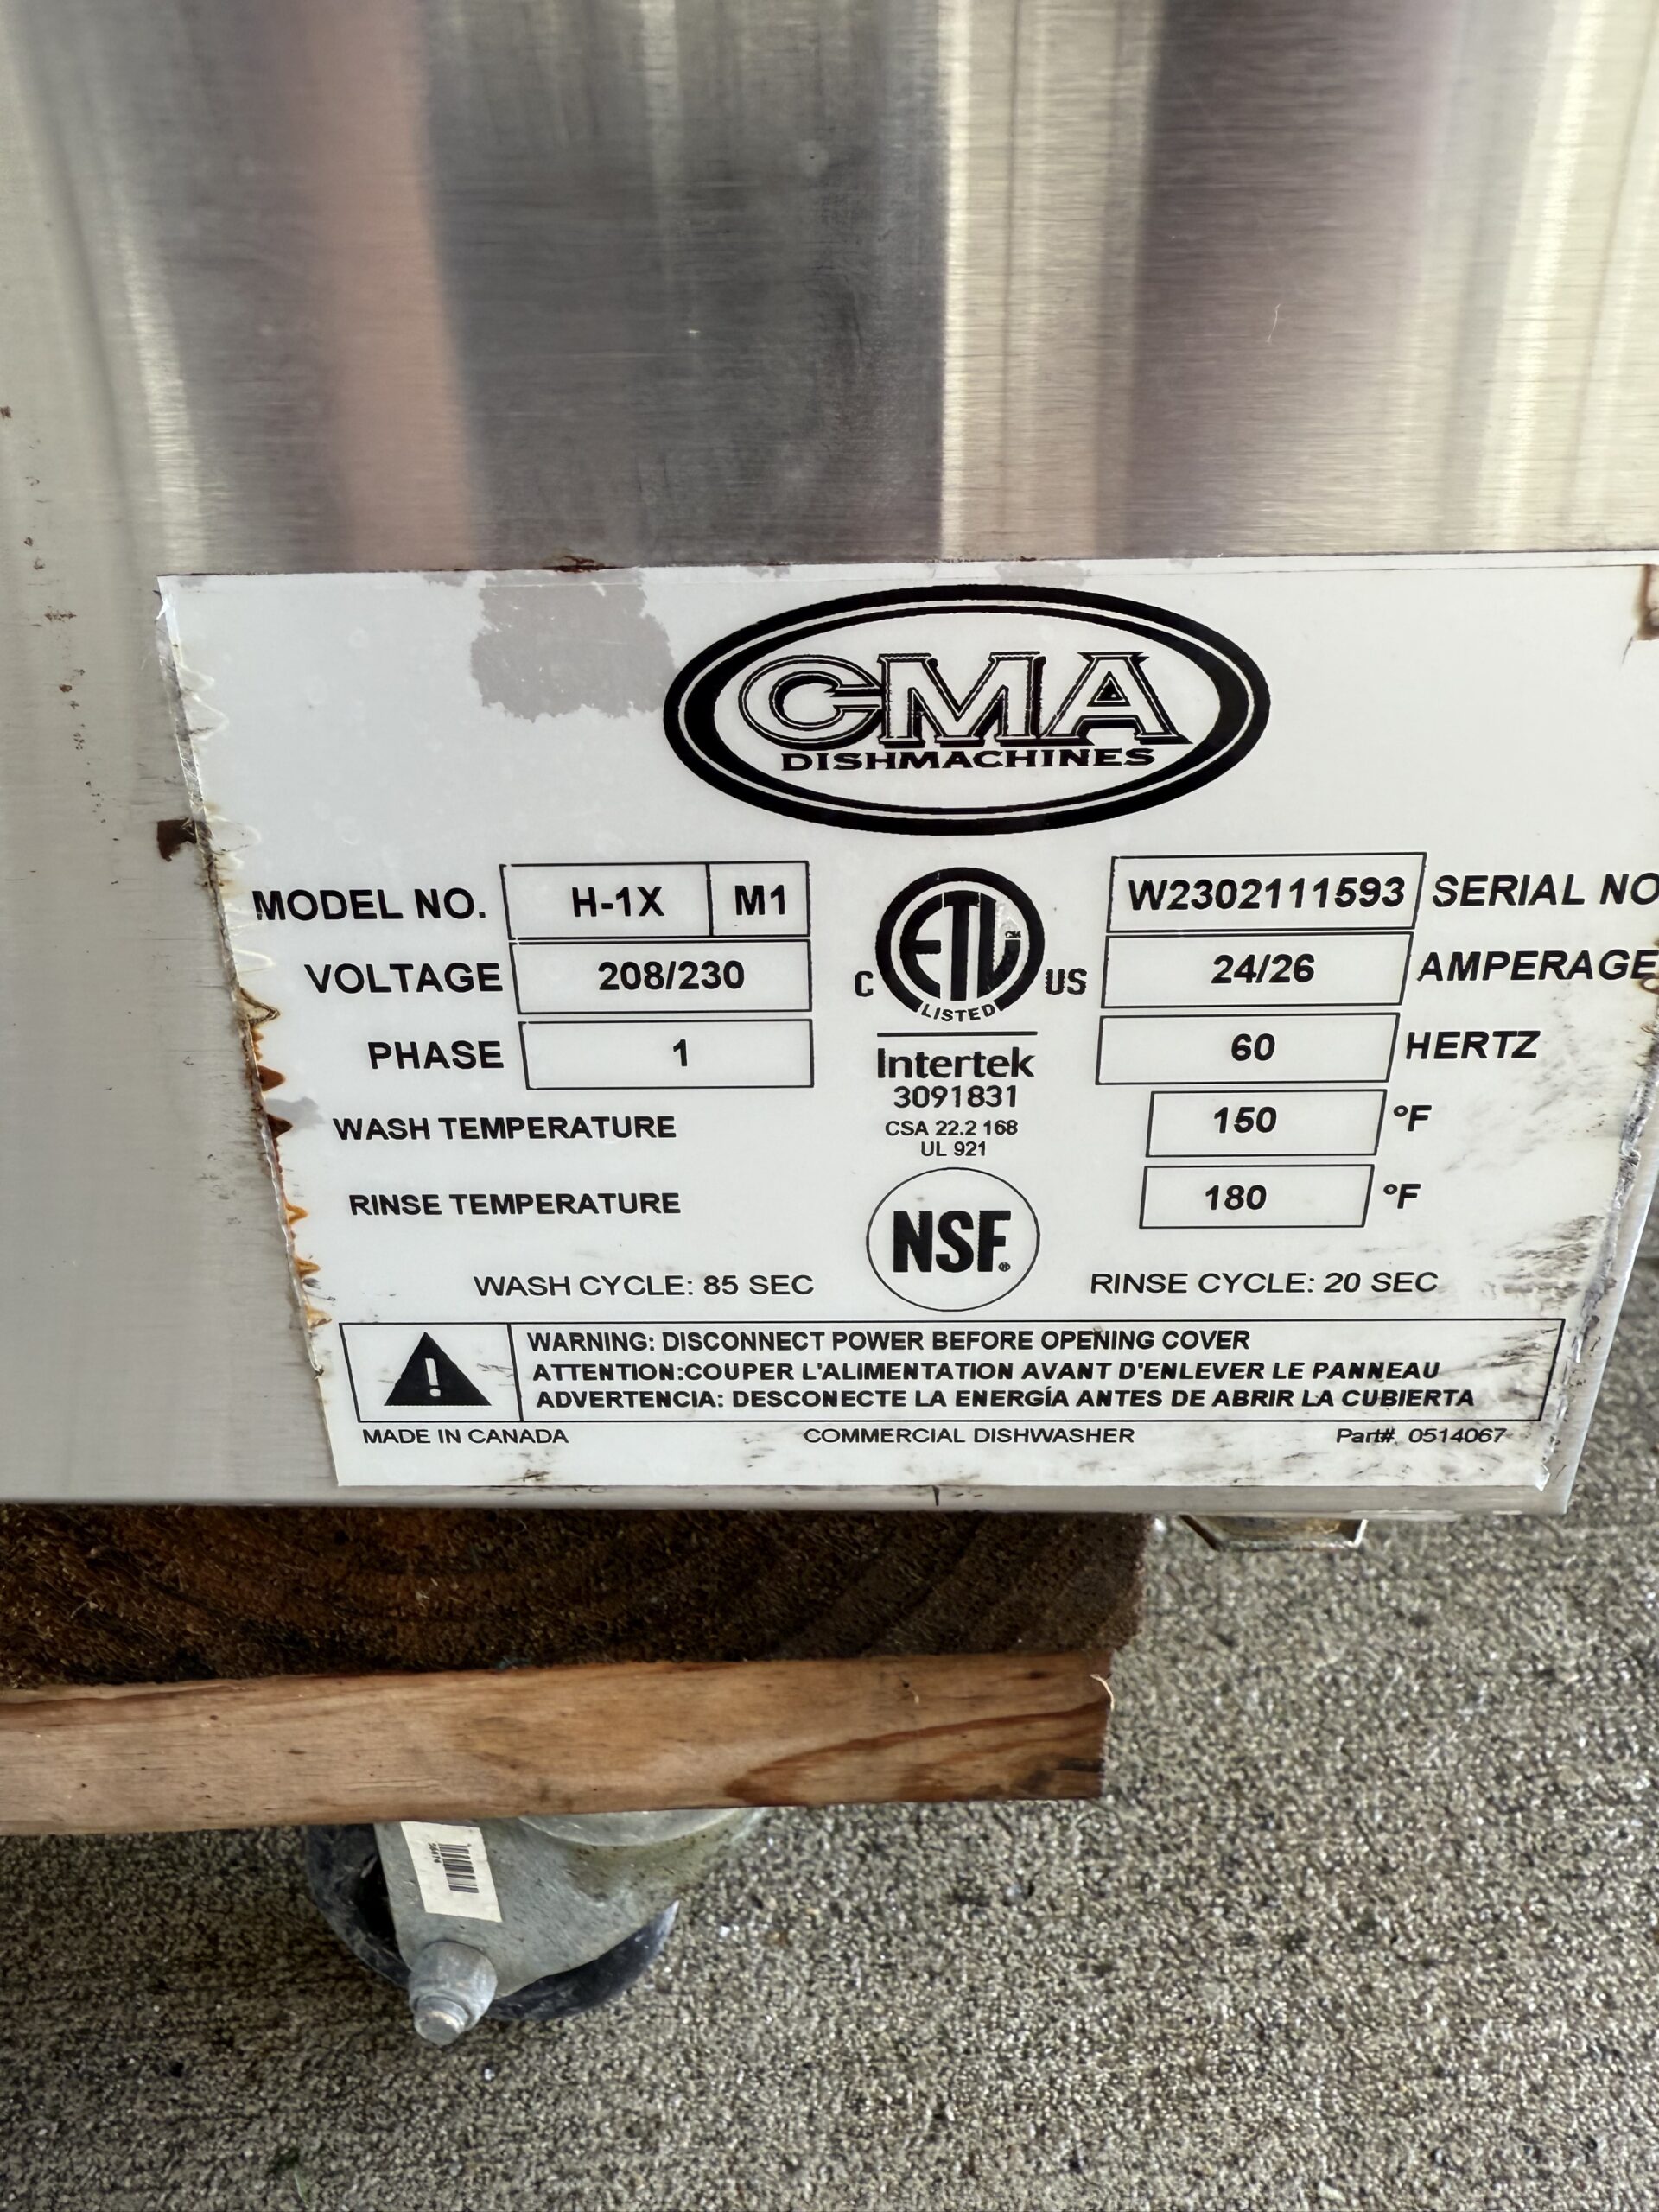 CMA
DISHMACHINES
MODEL NO. H-1X M1
W2302111593 SERIAL NO
VOLTAGE 208/230
24/26 AMPERAGE
PHASE 1
60 HERTZ
C ETL CM US
LISTED
Intertek
3091831
CSA 22.2 168
UL 921
WASH TEMPERATURE 150 °F
RINSE TEMPERATURE 180 °F
NSF®
WASH CYCLE: 85 SEC
RINSE CYCLE: 20 SEC
WARNING: DISCONNECT POWER BEFORE OPENING COVER
ATTENTION:COUPER L'ALIMENTATION AVANT D'ENLEVER LE PANNEAU
ADVERTENCIA: DESCONECTE LA ENERGÍA ANTES DE ABRIR LA CUBIERTA
MADE IN CANADA COMMERCIAL DISHWASHER Part# 0514067